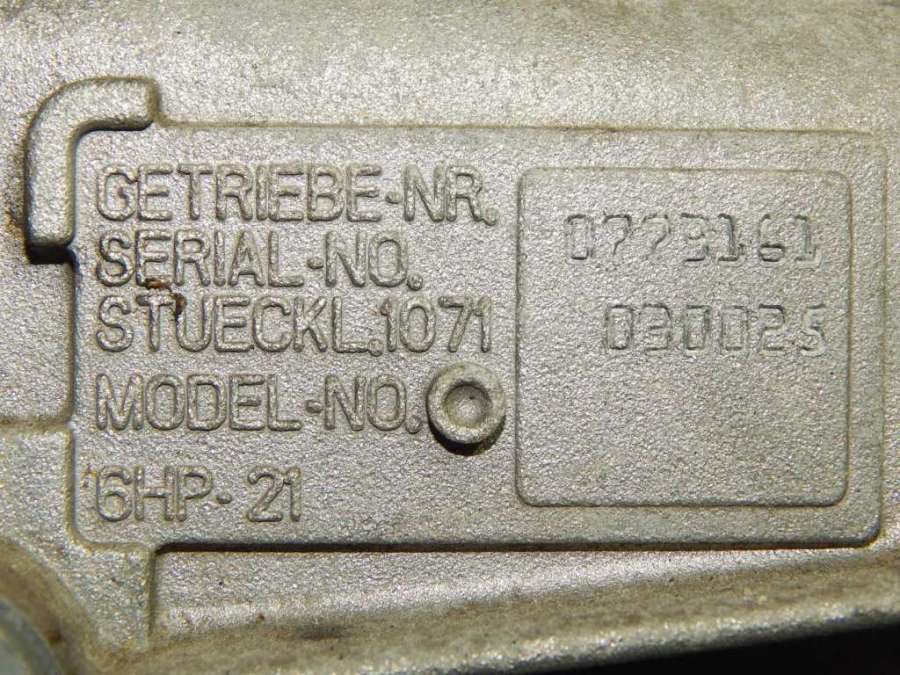 GETRIEBE-NR.
SERIAL-NO.
0773161
STUECKL.1071
030025
MODEL-NO.
6HP-21